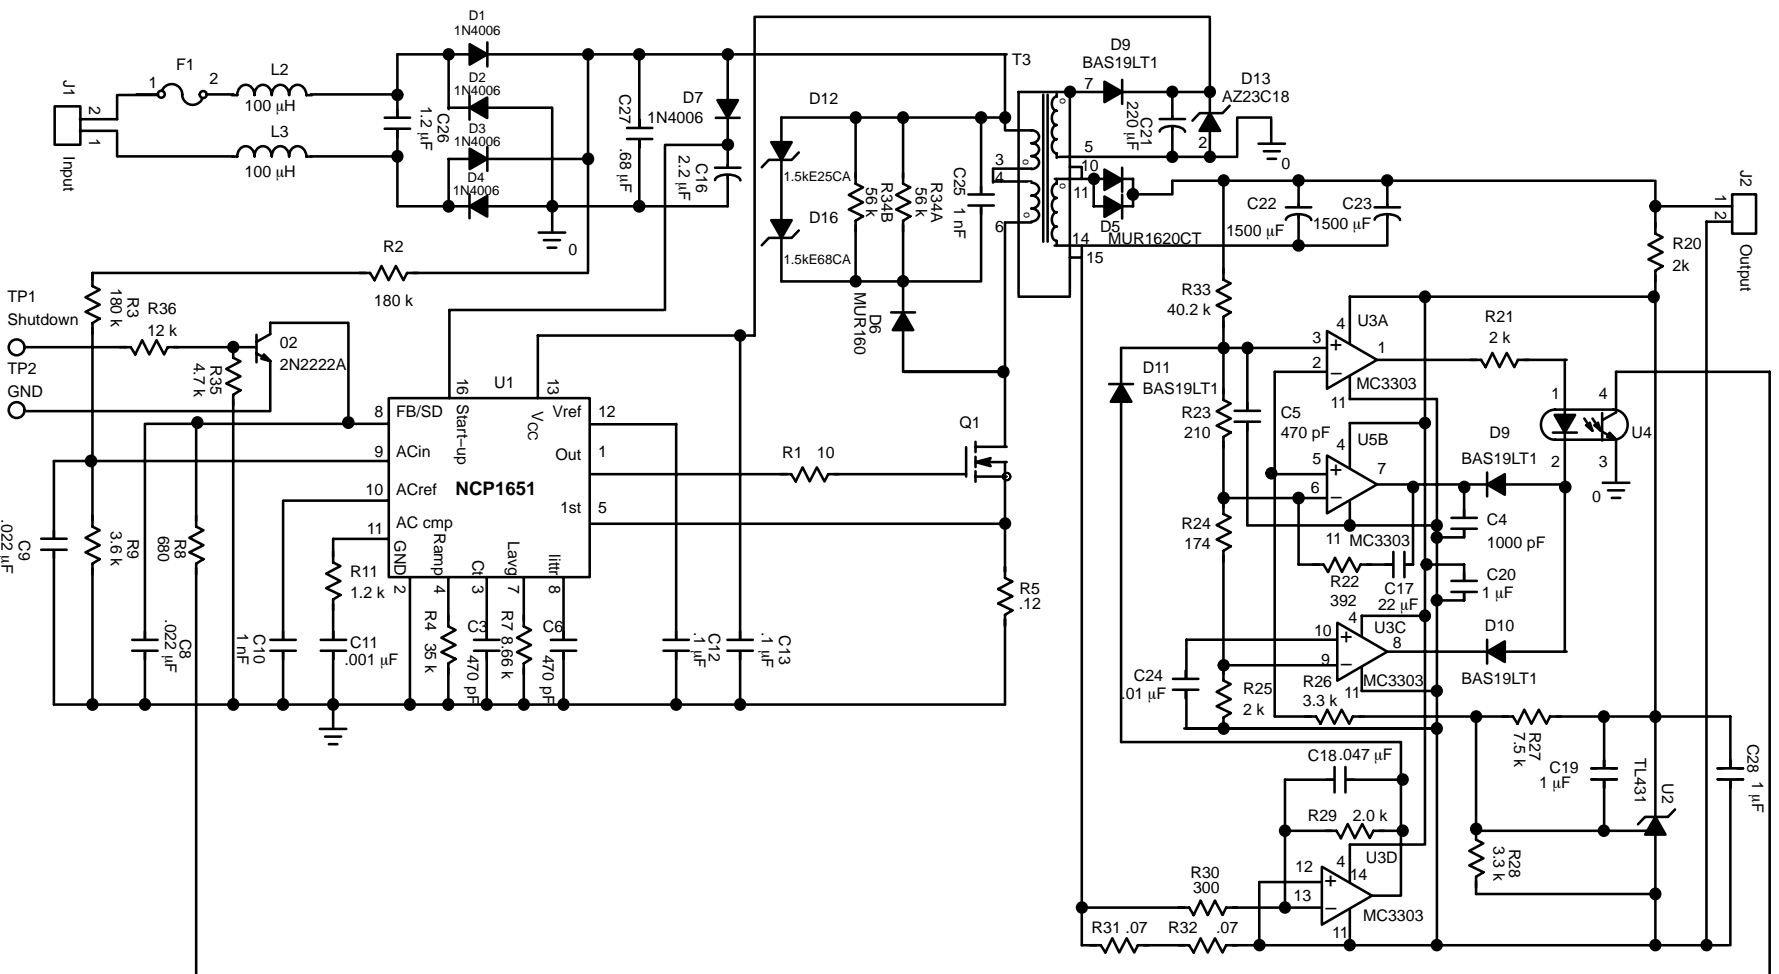 D1
1N4006
T3
D9
BAS19LT1
F1
L2
1
2
100 µH
J1
2
1
Input
L3
100 µH
C26
1.2 µF
D2
1N4006
D3
1N4006
D4
1N4006
C27
.68 µF
D7
1N4006
C16
2.2 µF
0
D12
1.5kE25CA
D16
1.5kE68CA
R34B
56 k
R34A
56 k
C25
1 nF
3
4
6
7
5
10
11
14
15
C21
220 µF
D13
AZ23C18
2
0
D5
MUR1620CT
C22
1500 µF
C23
1500 µF
J2
1
2
Output
R20
2k
R2
180 k
TP1
Shutdown
TP2
GND
R3
180 k
R36
12 k
R35
4.7 k
02
2N2222A
D6
MUR160
U1
16
13
8
FB/SD
Start–up
VCC
Vref
12
9
ACin
Out
1
10
ACref
NCP1651
1st
5
11
AC cmp
GND
Ramp
Ct
Lavg
Iittr
2
4
3
7
8
R1 10
Q1
R5
.12
C9
.022 µF
R9
3.6 k
R8
680
C8
.022 µF
C10
1 nF
R11
1.2 k
C11
.001 µF
R4
35 k
C3
470 pF
R7
8.66 k
C6
470 pF
C12
.1 µF
C13
.1 µF
R33
40.2 k
D11
BAS19LT1
R23
210
C5
470 pF
3
2
4
U3A
1
MC3303
11
R21
2 k
1
4
2
3
U4
0
R24
174
5
6
4
U5B
7
11
MC3303
D9
BAS19LT1
C4
1000 pF
R22
392
C17
22 µF
C20
1 µF
10
9
4
U3C
8
MC3303
11
D10
BAS19LT1
C24
.01 µF
R25
2 k
R26
3.3 k
R27
7.5 k
C19
1 µF
TL431
U2
C28
1 µF
C18
.047 µF
R29 2.0 k
R28
3.3 k
R30
300
12
13
4
14
U3D
MC3303
11
R31 .07
R32 .07